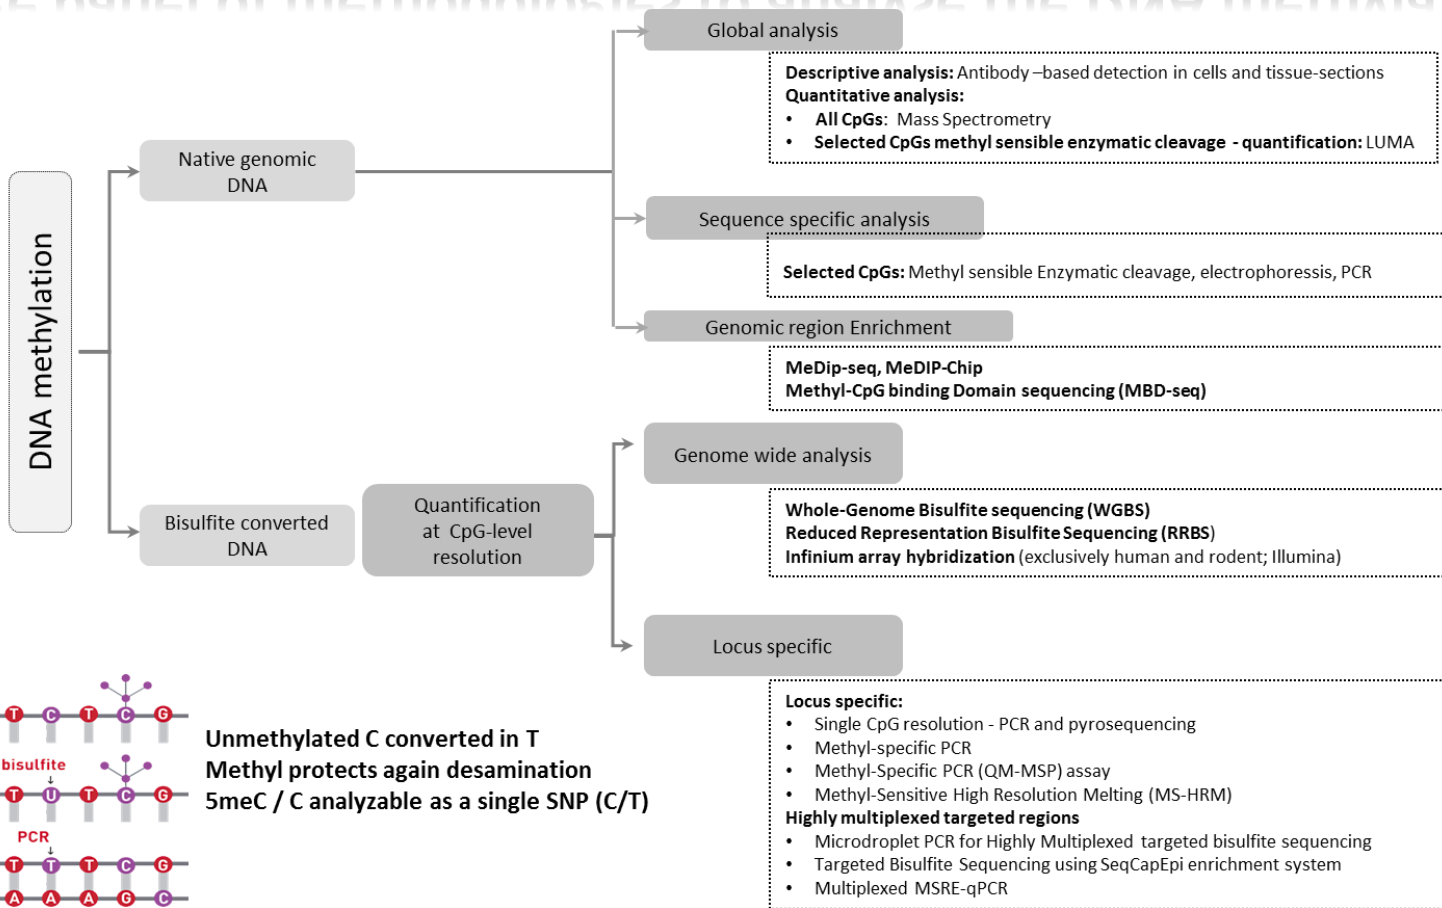 Global analysis
Descriptive analysis: Antibody –based detection in cells and tissue-sections
Quantitative analysis:
• All CpGs: Mass Spectrometry
• Selected CpGs methyl sensible enzymatic cleavage - quantification: LUMA
Native genomic
DNA
Sequence specific analysis
Selected CpGs: Methyl sensible Enzymatic cleavage, electrophoressis, PCR
DNA methylation
Genomic region Enrichment
MeDip-seq, MeDIP-Chip
Methyl-CpG binding Domain sequencing (MBD-seq)
Genome wide analysis
Whole-Genome Bisulfite sequencing (WGBS)
Reduced Representation Bisulfite Sequencing (RRBS)
Infinium array hybridization (exclusively human and rodent; Illumina)
Bisulfite converted
DNA
Quantification
at CpG-level
resolution
Locus specific
Locus specific:
• Single CpG resolution - PCR and pyrosequencing
• Methyl-specific PCR
• Methyl-Specific PCR (QM-MSP) assay
• Methyl-Sensitive High Resolution Melting (MS-HRM)
Highly multiplexed targeted regions
• Microdroplet PCR for Highly Multiplexed targeted bisulfite sequencing
• Targeted Bisulfite Sequencing using SeqCapEpi enrichment system
• Multiplexed MSRE-qPCR
T C T C G
bisulfite
T U T C G
PCR
T T T C G
A A A G C
Unmethylated C converted in T
Methyl protects again desamination
5meC / C analyzable as a single SNP (C/T)